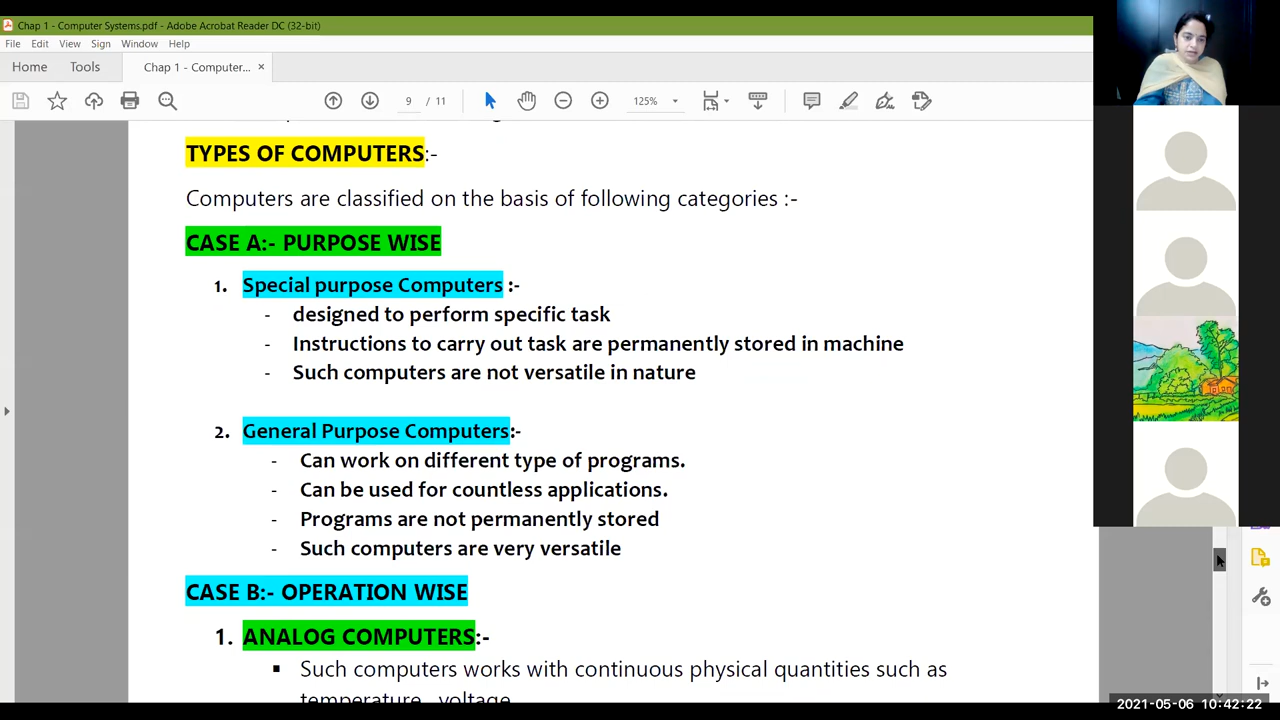 Chap 1 - Computer Systems.pdf - Adobe Acrobat Reader DC (32-bit)
File Edit View Sign Window Help
Home Tools Chap 1 - Computer... ×
9 / 11 125%
TYPES OF COMPUTERS:-
Computers are classified on the basis of following categories :-
CASE A:- PURPOSE WISE
1. Special purpose Computers :-
- designed to perform specific task
- Instructions to carry out task are permanently stored in machine
- Such computers are not versatile in nature
2. General Purpose Computers:-
- Can work on different type of programs.
- Can be used for countless applications.
- Programs are not permanently stored
- Such computers are very versatile
CASE B:- OPERATION WISE
1. ANALOG COMPUTERS:-
▪ Such computers works with continuous physical quantities such as
temperature, voltage
2021-05-06 10:42:22